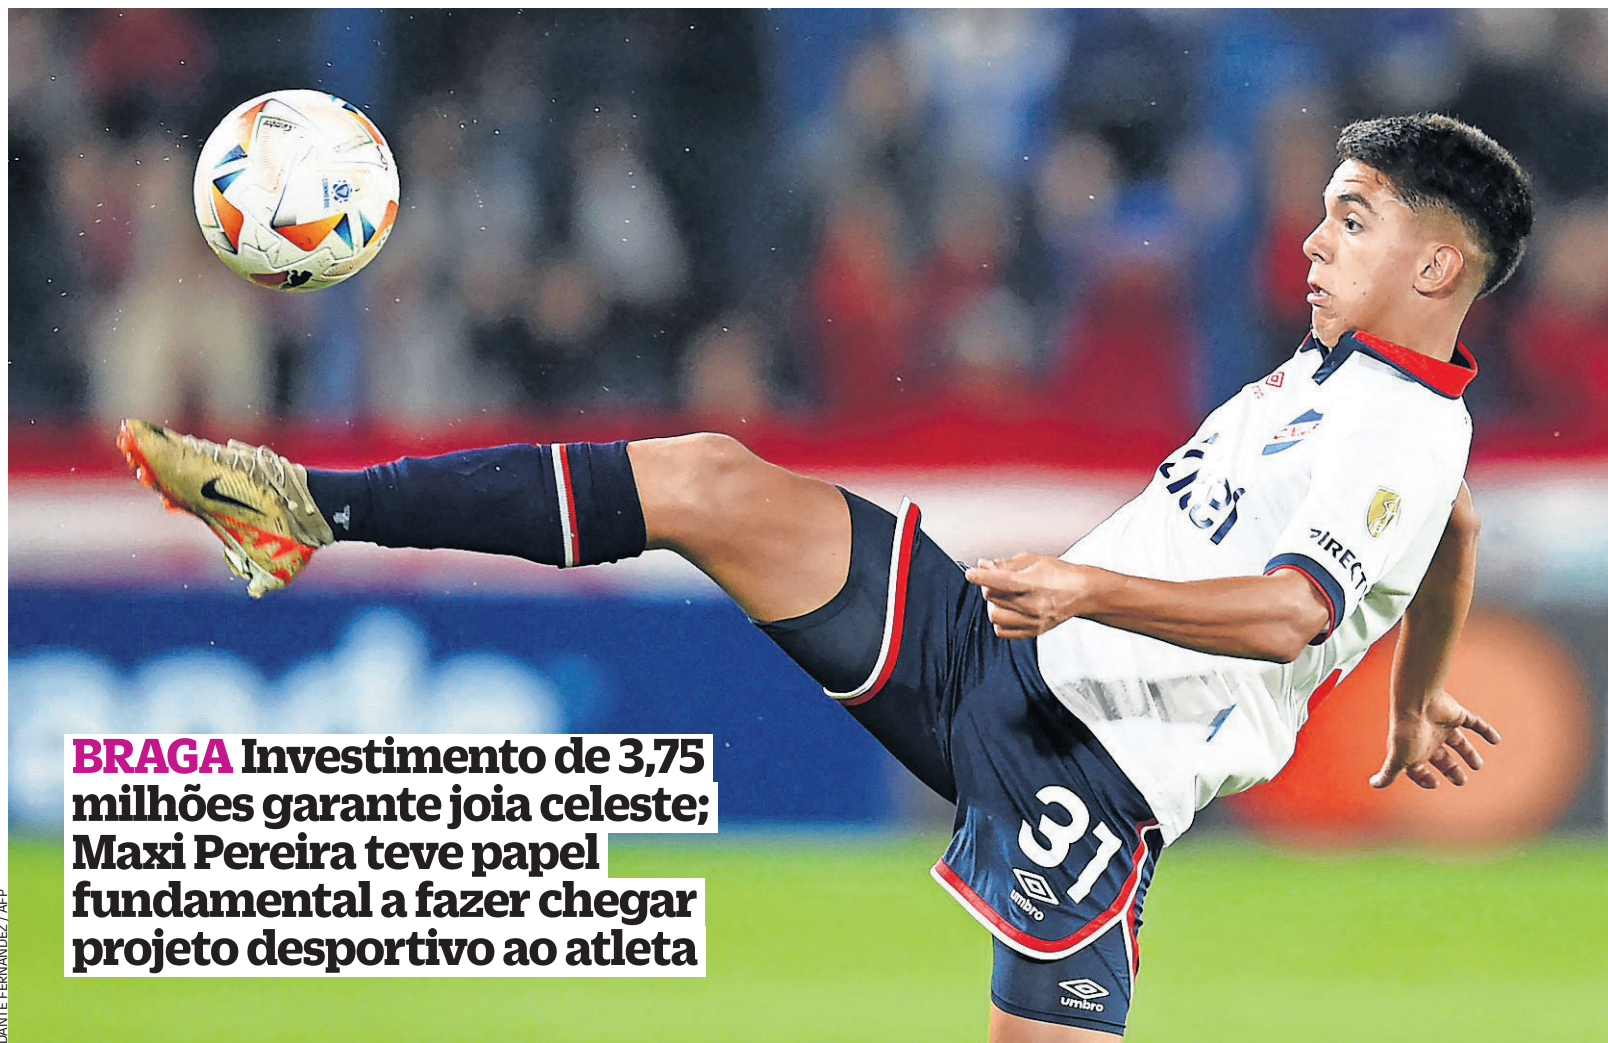 BRAGA Investimento de 3,75
milhões garante joia celeste;
Maxi Pereira teve papel
fundamental a fazer chegar
projeto desportivo ao atleta
DANTE FERNANDEZ / AFP
31
umbro
umbro